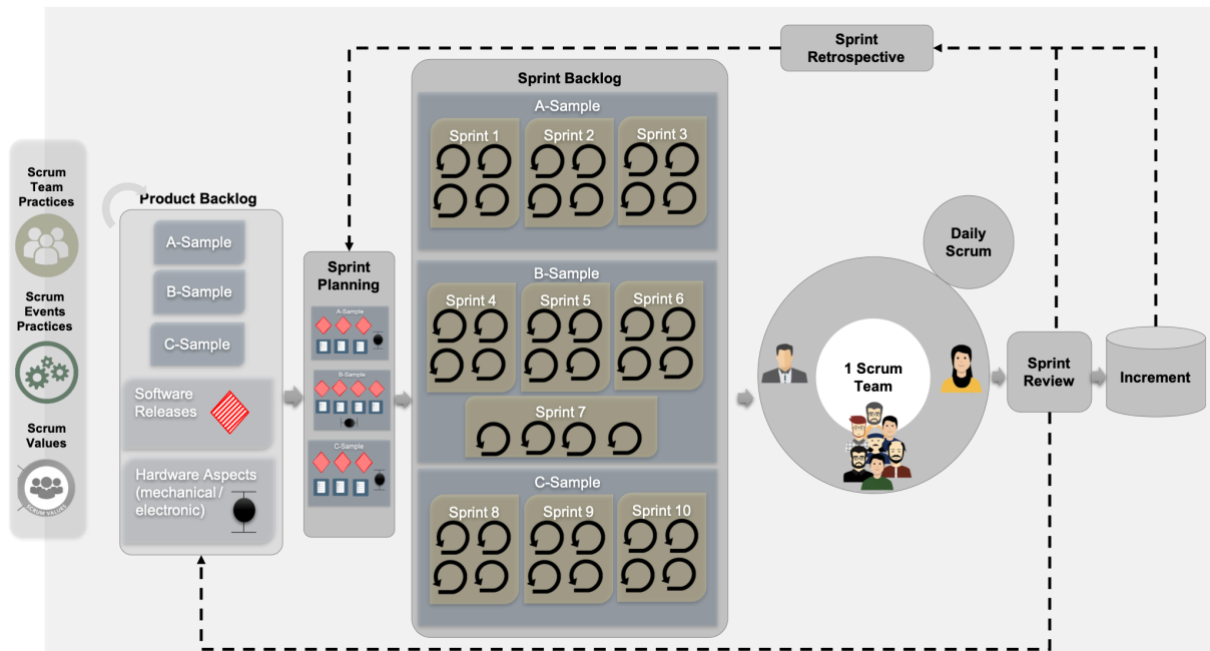 Scrum
Team
Practices
Scrum
Events
Practices
Scrum
Values
SCRUM VALUES
Product Backlog
A-Sample
B-Sample
C-Sample
Software
Releases
Hardware Aspects
(mechanical /
electronic)
Sprint
Planning
A-Sample
B-Sample
C-Sample
Sprint Backlog
A-Sample
Sprint 1
Sprint 2
Sprint 3
B-Sample
Sprint 4
Sprint 5
Sprint 6
Sprint 7
C-Sample
Sprint 8
Sprint 9
Sprint 10
Sprint
Retrospective
Daily
Scrum
1 Scrum
Team
Sprint
Review
Increment